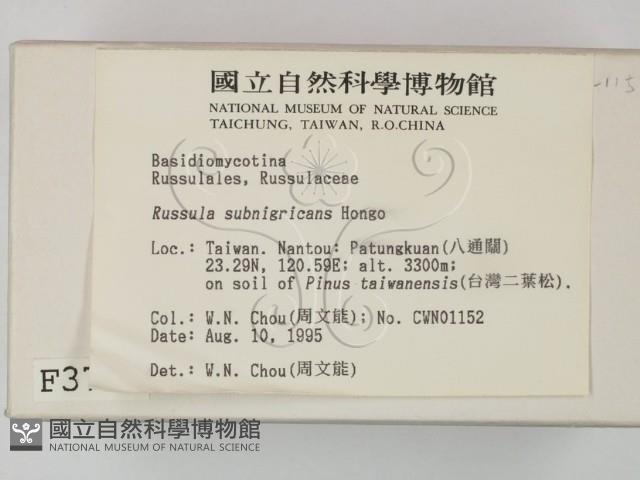 國立自然科學博物館
NATIONAL MUSEUM OF NATURAL SCIENCE
TAICHUNG, TAIWAN, R.O.CHINA
Basidiomycotina
Russulales, Russulaceae
Russula subnigricans Hongo
Loc.: Taiwan. Nantou: Patungkuan(八通關)
23.29N, 120.59E; alt. 3300m;
on soil of Pinus taiwanensis(台灣二葉松).
Col.: W.N. Chou(周文能); No. CWN01152
Date: Aug. 10, 1995
Det.: W.N. Chou(周文能)
國立自然科學博物館
NATIONAL MUSEUM OF NATURAL SCIENCE